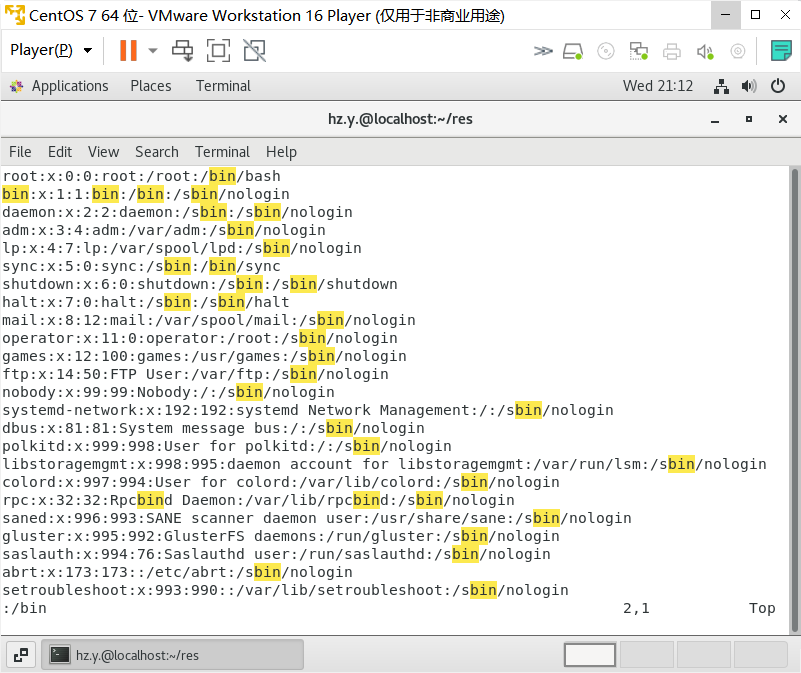 CentOS 7 64 位- VMware Workstation 16 Player (仅用于非商业用途)
Player(P)
Applications Places Terminal Wed 21:12
hz.y.@localhost:~/res
File Edit View Search Terminal Help
root:x:0:0:root:/root:/bin/bash
bin:x:1:1:bin:/bin:/sbin/nologin
daemon:x:2:2:daemon:/sbin:/sbin/nologin
adm:x:3:4:adm:/var/adm:/sbin/nologin
lp:x:4:7:lp:/var/spool/lpd:/sbin/nologin
sync:x:5:0:sync:/sbin:/bin/sync
shutdown:x:6:0:shutdown:/sbin:/sbin/shutdown
halt:x:7:0:halt:/sbin:/sbin/halt
mail:x:8:12:mail:/var/spool/mail:/sbin/nologin
operator:x:11:0:operator:/root:/sbin/nologin
games:x:12:100:games:/usr/games:/sbin/nologin
ftp:x:14:50:FTP User:/var/ftp:/sbin/nologin
nobody:x:99:99:Nobody:/:/sbin/nologin
systemd-network:x:192:192:systemd Network Management:/:/sbin/nologin
dbus:x:81:81:System message bus:/:/sbin/nologin
polkitd:x:999:998:User for polkitd:/:/sbin/nologin
libstoragemgmt:x:998:995:daemon account for libstoragemgmt:/var/run/lsm:/sbin/nologin
colord:x:997:994:User for colord:/var/lib/colord:/sbin/nologin
rpc:x:32:32:Rpcbind Daemon:/var/lib/rpcbind:/sbin/nologin
saned:x:996:993:SANE scanner daemon user:/usr/share/sane:/sbin/nologin
gluster:x:995:992:GlusterFS daemons:/run/gluster:/sbin/nologin
saslauth:x:994:76:Saslauthd user:/run/saslauthd:/sbin/nologin
abrt:x:173:173::/etc/abrt:/sbin/nologin
setroubleshoot:x:993:990::/var/lib/setroubleshoot:/sbin/nologin
:/bin 2,1 Top
hz.y.@localhost:~/res